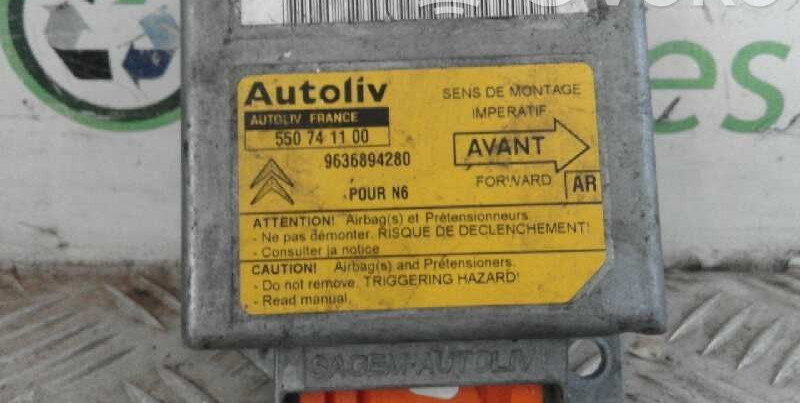 Autoliv
AUTOLIV FRANCE
550 74 11 00
9636894280
POUR N6
SENS DE MONTAGE
IMPERATIF
AVANT
FORWARD
AR
ATTENTION! Airbag(s) et Prétensionneurs
- Ne pas démonter. RISQUE DE DECLENCHEMENT!
- Consulter la notice
CAUTION! Airbag(s) and Prétensioners.
- Do not remove. TRIGGERING HAZARD!
- Read manual.
SAGEM-AUTOLIV